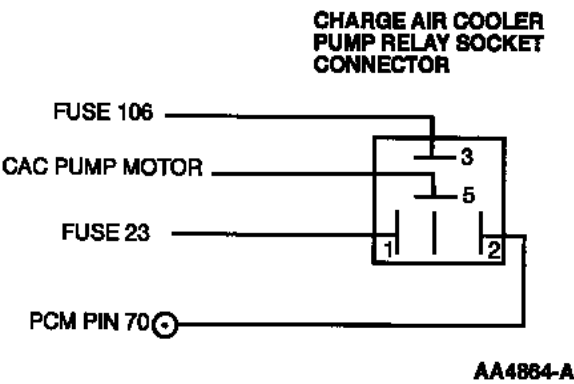 CHARGE AIR COOLER
PUMP RELAY SOCKET
CONNECTOR
FUSE 106
3
CAC PUMP MOTOR
5
FUSE 23
1
2
PCM PIN 70
AA4864-A